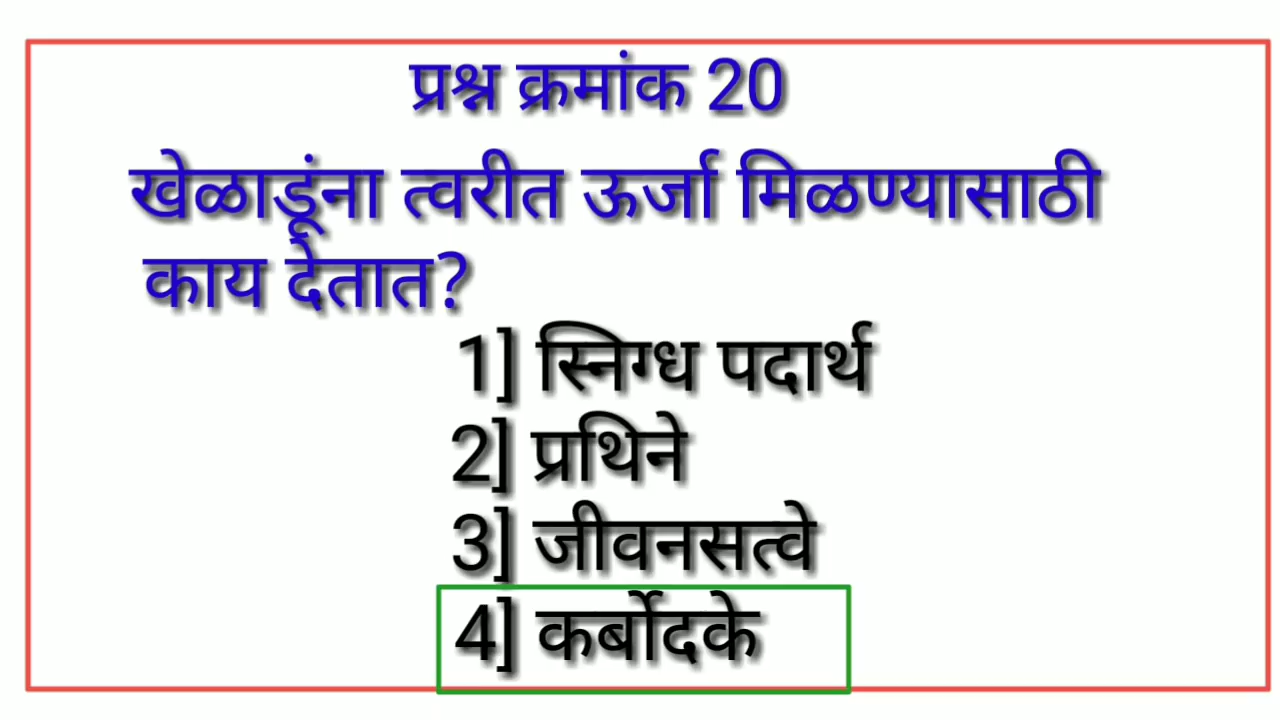 प्रश्न क्रमांक 20
खेळाडूंना त्वरीत ऊर्जा मिळण्यासाठी
काय देतात?
1] स्निग्ध पदार्थ
2] प्रथिने
3] जीवनसत्वे
4] कर्बोदके